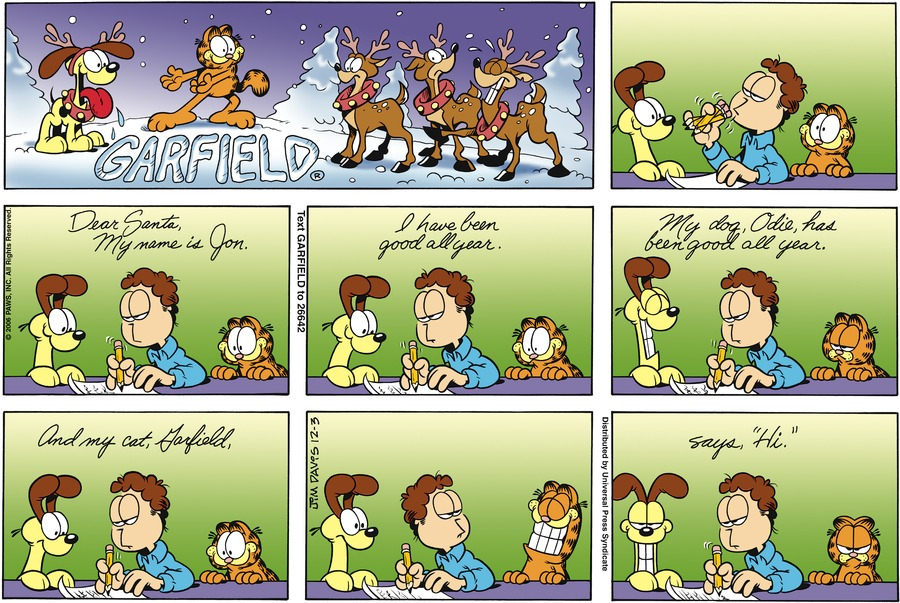 GARFIELD®
© 2006 PAWS, INC. All Rights Reserved.
Dear Santa,
My name is Jon.
Text GARFIELD to 26642
I have been
good all year.
My dog, Odie, has
been good all year.
And my cat, Garfield,
JIM DAVIS 12-3
Distributed by Universal Press Syndicate
says, "Hi."